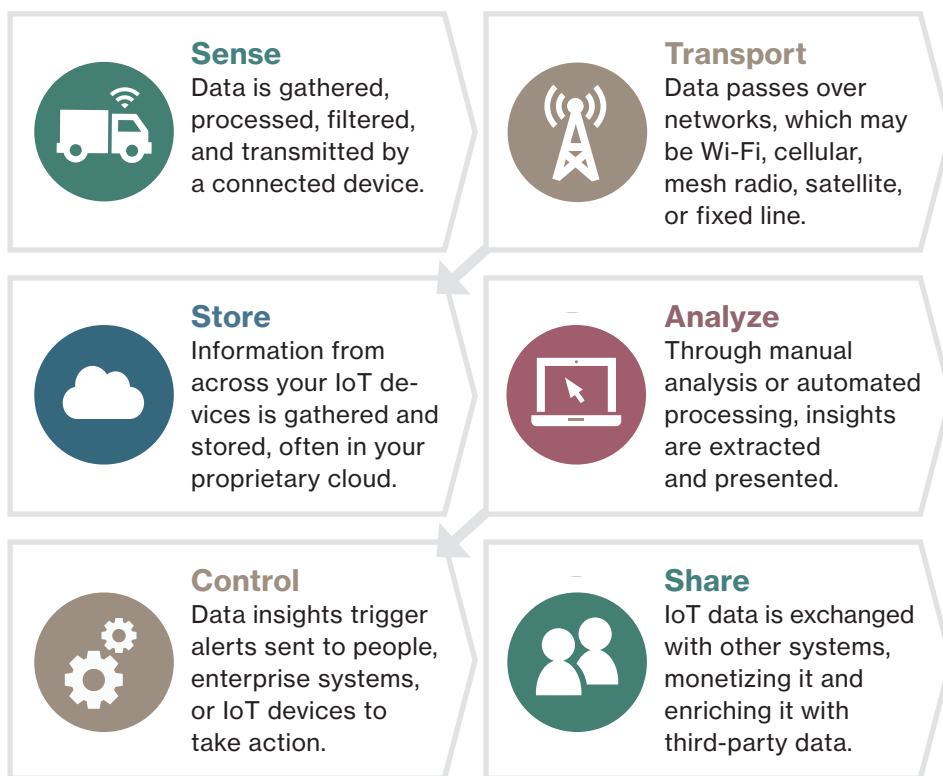 Sense
Data is gathered,
processed, filtered,
and transmitted by
a connected device.
Transport
Data passes over
networks, which may
be Wi-Fi, cellular,
mesh radio, satellite,
or fixed line.
Store
Information from
across your IoT de-
vices is gathered and
stored, often in your
proprietary cloud.
Analyze
Through manual
analysis or automated
processing, insights
are extracted
and presented.
Control
Data insights trigger
alerts sent to people,
enterprise systems,
or IoT devices to
take action.
Share
IoT data is exchanged
with other systems,
monetizing it and
enriching it with
third-party data.